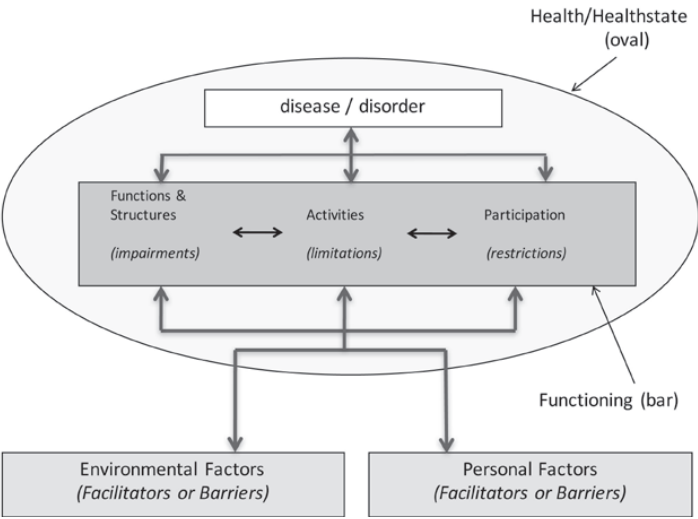 Health/Healthstate
(oval)
disease / disorder
Functions &
Structures
(impairments)
Activities
(limitations)
Participation
(restrictions)
Functioning (bar)
Environmental Factors
(Facilitators or Barriers)
Personal Factors
(Facilitators or Barriers)